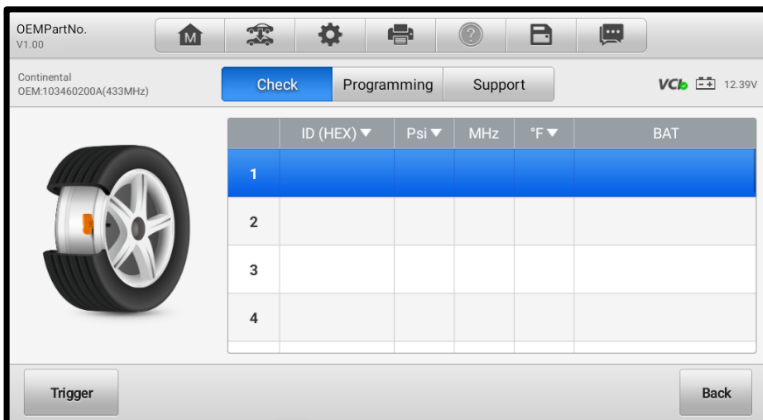 OEMPartNo.
V1.00
M
?
Continental
OEM:103460200A(433MHz)
Check Programming Support
VCI 12.39V
ID (HEX) ▼ Psi ▼ MHz °F ▼ BAT
1
2
3
4
Trigger Back